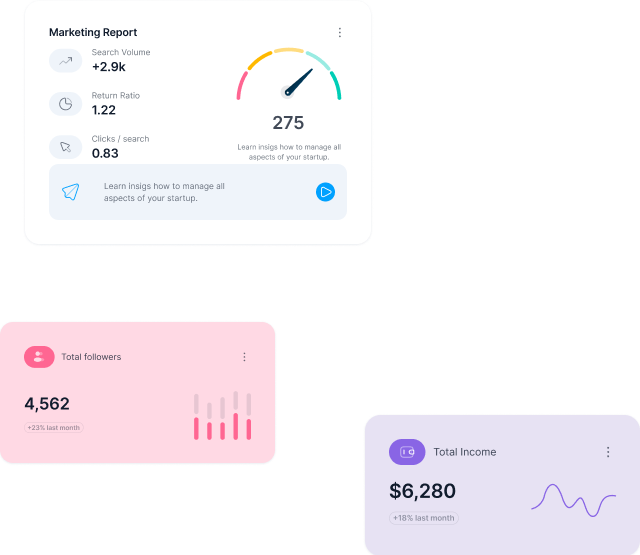 Marketing Report
Search Volume
+2.9k
Return Ratio
1.22
Clicks / search
0.83
275
Learn insigs how to manage all
aspects of your startup.
Learn insigs how to manage all
aspects of your startup.
Total followers
4,562
+23% last month
Total Income
$6,280
+18% last month